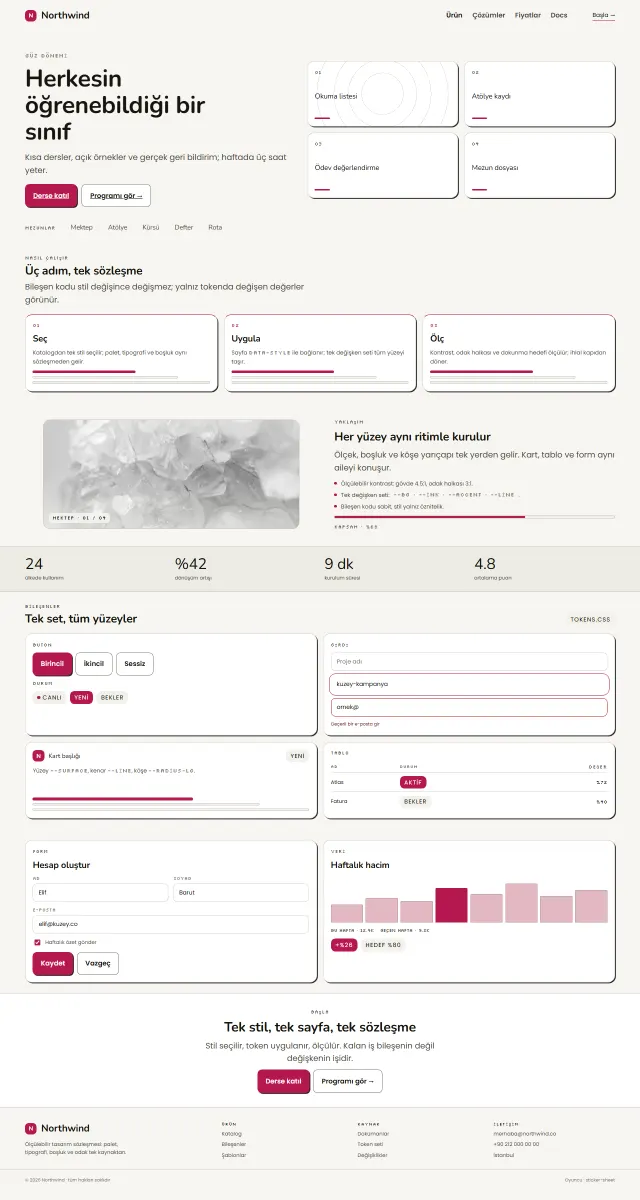 N Northwind
Ürün Çözümler Fiyatlar Docs Başla →
GÜZ DÖNEMİ
Herkesin
öğrenebildiği bir
sınıf
Kısa dersler, açık örnekler ve gerçek geri bildirim; haftada üç saat
yeter.
Derse katıl Programı gör →
01
Okuma listesi
02
Atölye kaydı
03
Ödev değerlendirme
04
Mezun dosyası
MEZUNLAR Mektep Atölye Kürsü Defter Rota
NASIL ÇALIŞIR
Üç adım, tek sözleşme
Bileşen kodu stil değişince değişmez; yalnız tokenda değişen değerler
görünür.
01
Seç
Katalogdan tek stil seçilir; palet, tipografi ve boşluk aynı
sözleşmeden gelir.
02
Uygula
Sayfa DATA-STYLE ile bağlanır; tek değişken seti tüm yüzeyi
taşır.
03
Ölç
Kontrast, odak halkası ve dokunma hedefi ölçülür; ihlal kapıdan
döner.
MEKTEP · 01 / 04
YAKLAŞIM
Her yüzey aynı ritimle kurulur
Ölçek, boşluk ve köşe yarıçapı tek yerden gelir. Kart, tablo ve form aynı
aileyi konuşur.
Ölçülebilir kontrast: gövde 4.5:1, odak halkası 3:1.
Tek değişken seti: --BG · --INK · --ACCENT · --LINE .
Bileşen kodu sabit, stil yalnız öznitelik.
24
ülkede kullanım
%42
dönüşüm artışı
9 dk
kurulum süresi
4.8
ortalama puan
BİLEŞENLER
Tek set, tüm yüzeyler
TOKENS.CSS
BUTON
Birincil İkincil Sessiz
DURUM
CANLI YENİ BEKLER
GİRDİ
Proje adı
kuzey-kampanya
ornek@
Geçerli bir e-posta gir
N Kart başlığı YENİ
Yüzey --SURFACE, kenar --LINE, köşe --RADIUS-LG.
TABLO
AD DURUM DEĞER
Atlas AKTİF %72
Fatura BEKLER
FORM
Hesap oluştur
AD SOYAD
Elif Barut
E-POSTA
elif@kuzey.co
Haftalık özet gönder
Kaydet Vazgeç
VERİ
Haftalık hacim
+%26 HEDEF %80
BAŞLA
Tek stil, tek sayfa, tek sözleşme
Stil seçilir, token uygulanır, ölçülür. Kalan iş bileşenin değil
değişkenin işidir.
Derse katıl Programı gör →
N Northwind
Ölçülebilir tasarım sözleşmesi: palet,
tipografi, boşluk ve odak tek kaynaktan.
ÜRÜN
Katalog
Bileşenler
Şablonlar
KAYNAK
Dokümanlar
Token seti
Değişiklikler
İLETİŞİM
merhaba@northwind.co
+90 212 000 00 00
İstanbul
© 2026 Northwind · tüm hakları saklıdır
Oyuncu · sticker-sheet